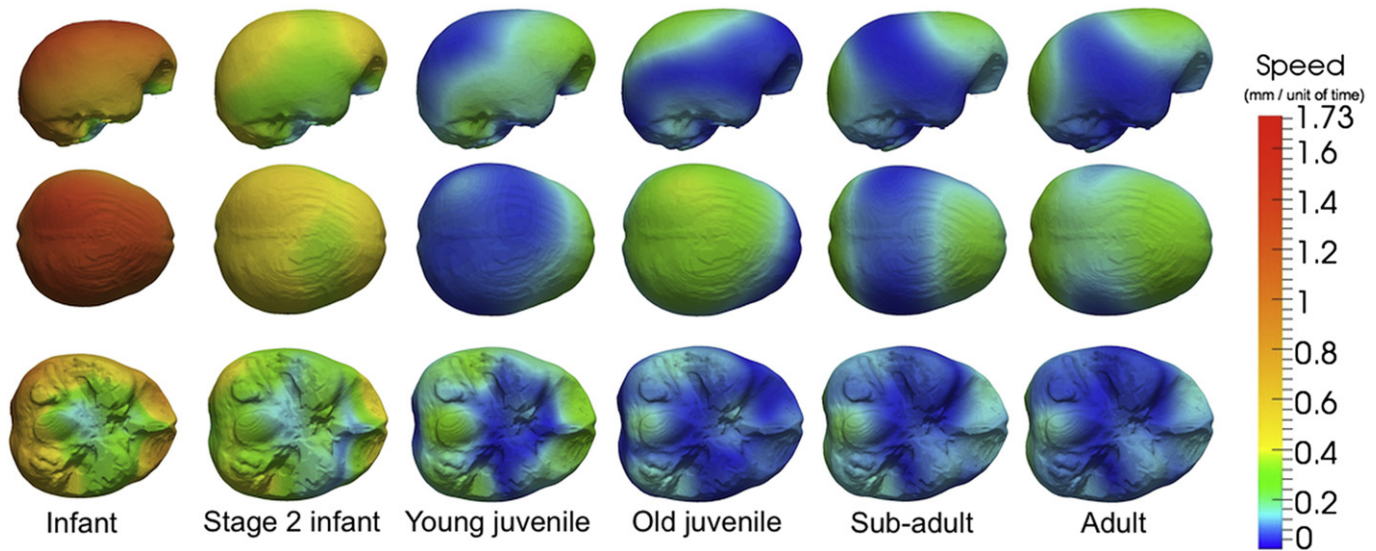 Speed
(mm / unit of time)
1.73
1.6
1.4
1.2
1
0.8
0.6
0.4
0.2
0
Infant
Stage 2 infant
Young juvenile
Old juvenile
Sub-adult
Adult